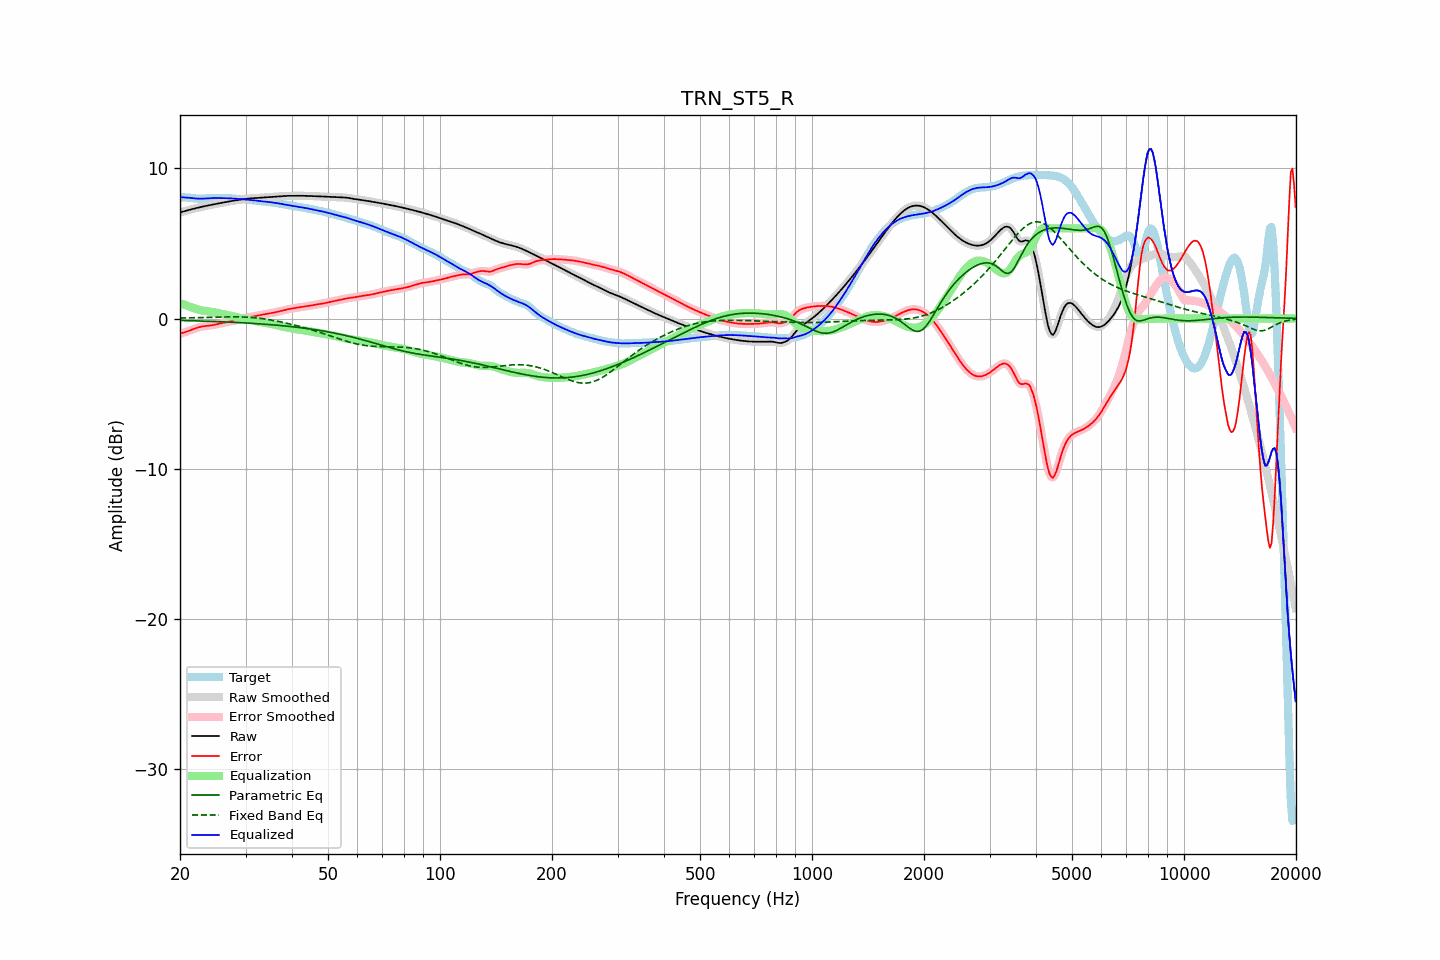 TRN_ST5_R
10
0
−10
−20
−30
Amplitude (dBr)
Target
Raw Smoothed
Error Smoothed
Raw
Error
Equalization
Parametric Eq
Fixed Band Eq
Equalized
20 50 100 200 500 1000 2000 5000 10000 20000
Frequency (Hz)